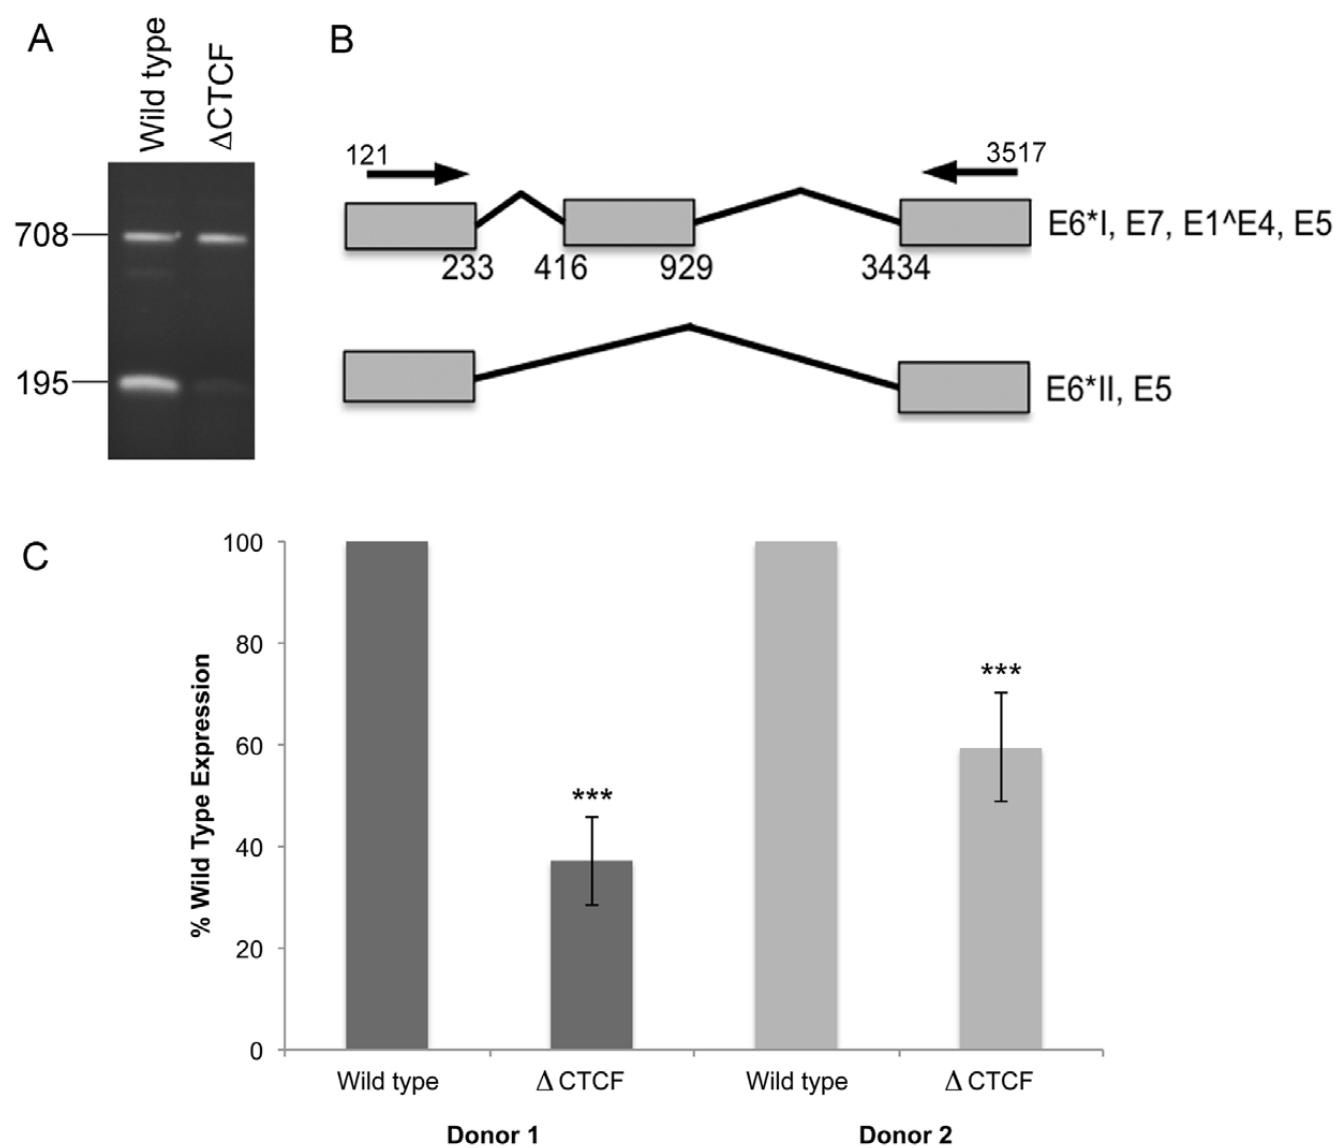 A
Wild type
ΔCTCF
708
195
B
121
3517
E6*I, E7, E1^E4, E5
233
416
929
3434
E6*II, E5
C
% Wild Type Expression
100
80
60
40
20
0
***
***
Wild type
Δ CTCF
Wild type
Δ CTCF
Donor 1
Donor 2